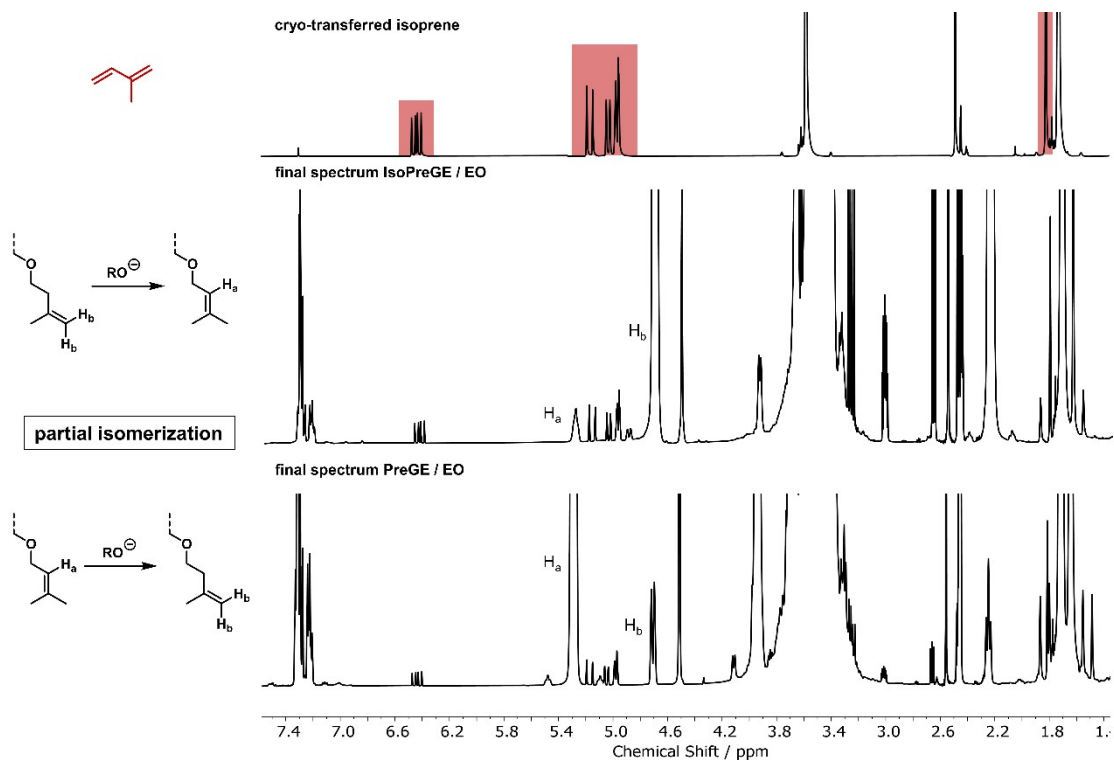 cryo-transferred isoprene
final spectrum IsoPreGE / EO
O
RO⊖
O
Ha
Hb
Hb
Ha
Hb
partial isomerization
final spectrum PreGE / EO
O
Ha
RO⊖
O
Hb
Hb
Ha
Hb
7.4 7.0 6.6 6.2 5.8 5.4 5.0 4.6 4.2 3.8 3.4 3.0 2.6 2.2 1.8 1.4
Chemical Shift / ppm